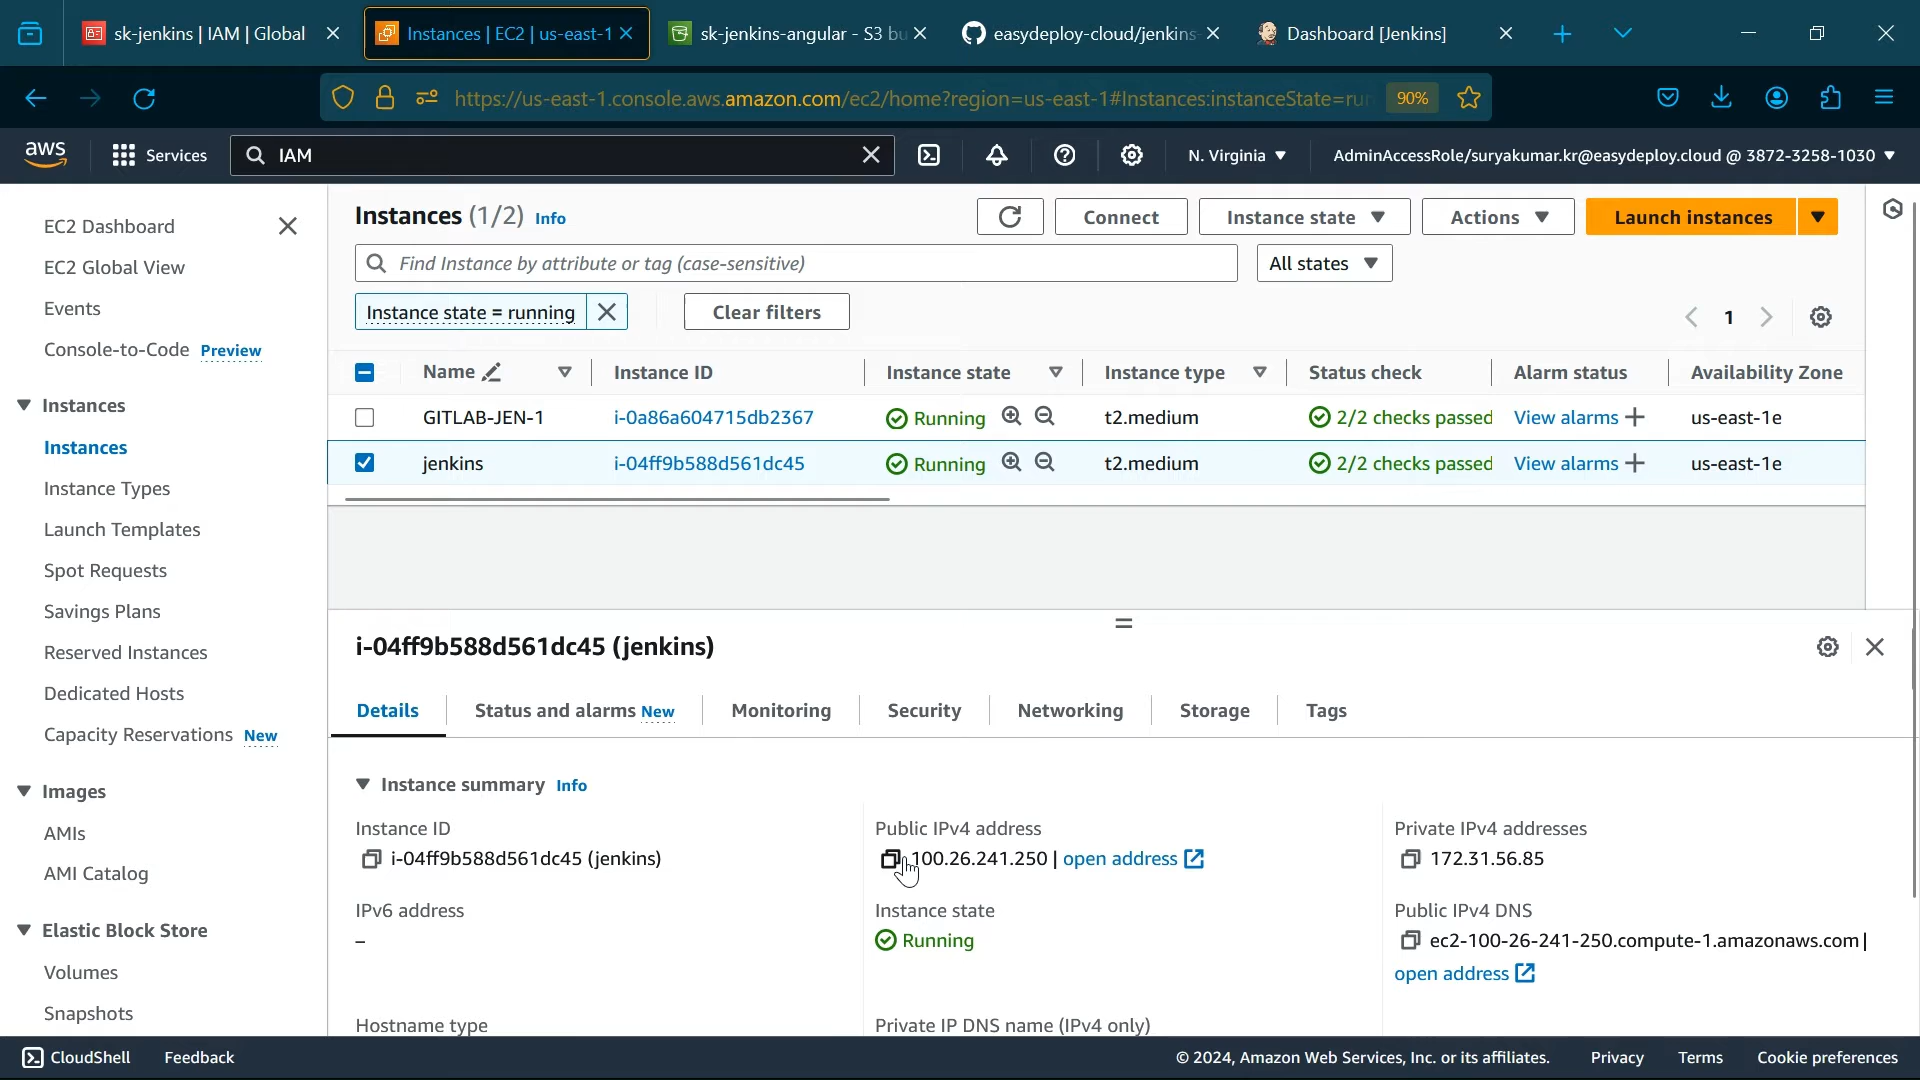 sk-jenkins | IAM | Global
Instances | EC2 | us-east-1
sk-jenkins-angular - S3 bu
easydeploy-cloud/jenkins-
Dashboard [Jenkins]
https://us-east-1.console.aws.amazon.com/ec2/home?region=us-east-1#Instances:instanceState=run
90%
aws
Services
IAM
N. Virginia
AdminAccessRole/suryakumar.kr@easydeploy.cloud @ 3872-3258-1030
EC2 Dashboard
EC2 Global View
Events
Console-to-Code Preview
Instances
Instances
Instance Types
Launch Templates
Spot Requests
Savings Plans
Reserved Instances
Dedicated Hosts
Capacity Reservations New
Images
AMIs
AMI Catalog
Elastic Block Store
Volumes
Snapshots
Instances (1/2) Info
Connect
Instance state
Actions
Launch instances
Find Instance by attribute or tag (case-sensitive)
All states
Instance state = running
Clear filters
1
Name Instance ID Instance state Instance type Status check Alarm status Availability Zone
GITLAB-JEN-1 i-0a86a604715db2367 Running t2.medium 2/2 checks passed View alarms + us-east-1e
jenkins i-04ff9b588d561dc45 Running t2.medium 2/2 checks passed View alarms + us-east-1e
i-04ff9b588d561dc45 (jenkins)
Details
Status and alarms New
Monitoring
Security
Networking
Storage
Tags
Instance summary Info
Instance ID
i-04ff9b588d561dc45 (jenkins)
Public IPv4 address
100.26.241.250 | open address
Private IPv4 addresses
172.31.56.85
IPv6 address
–
Instance state
Running
Public IPv4 DNS
ec2-100-26-241-250.compute-1.amazonaws.com |
open address
Hostname type
Private IP DNS name (IPv4 only)
CloudShell
Feedback
© 2024, Amazon Web Services, Inc. or its affiliates.
Privacy
Terms
Cookie preferences